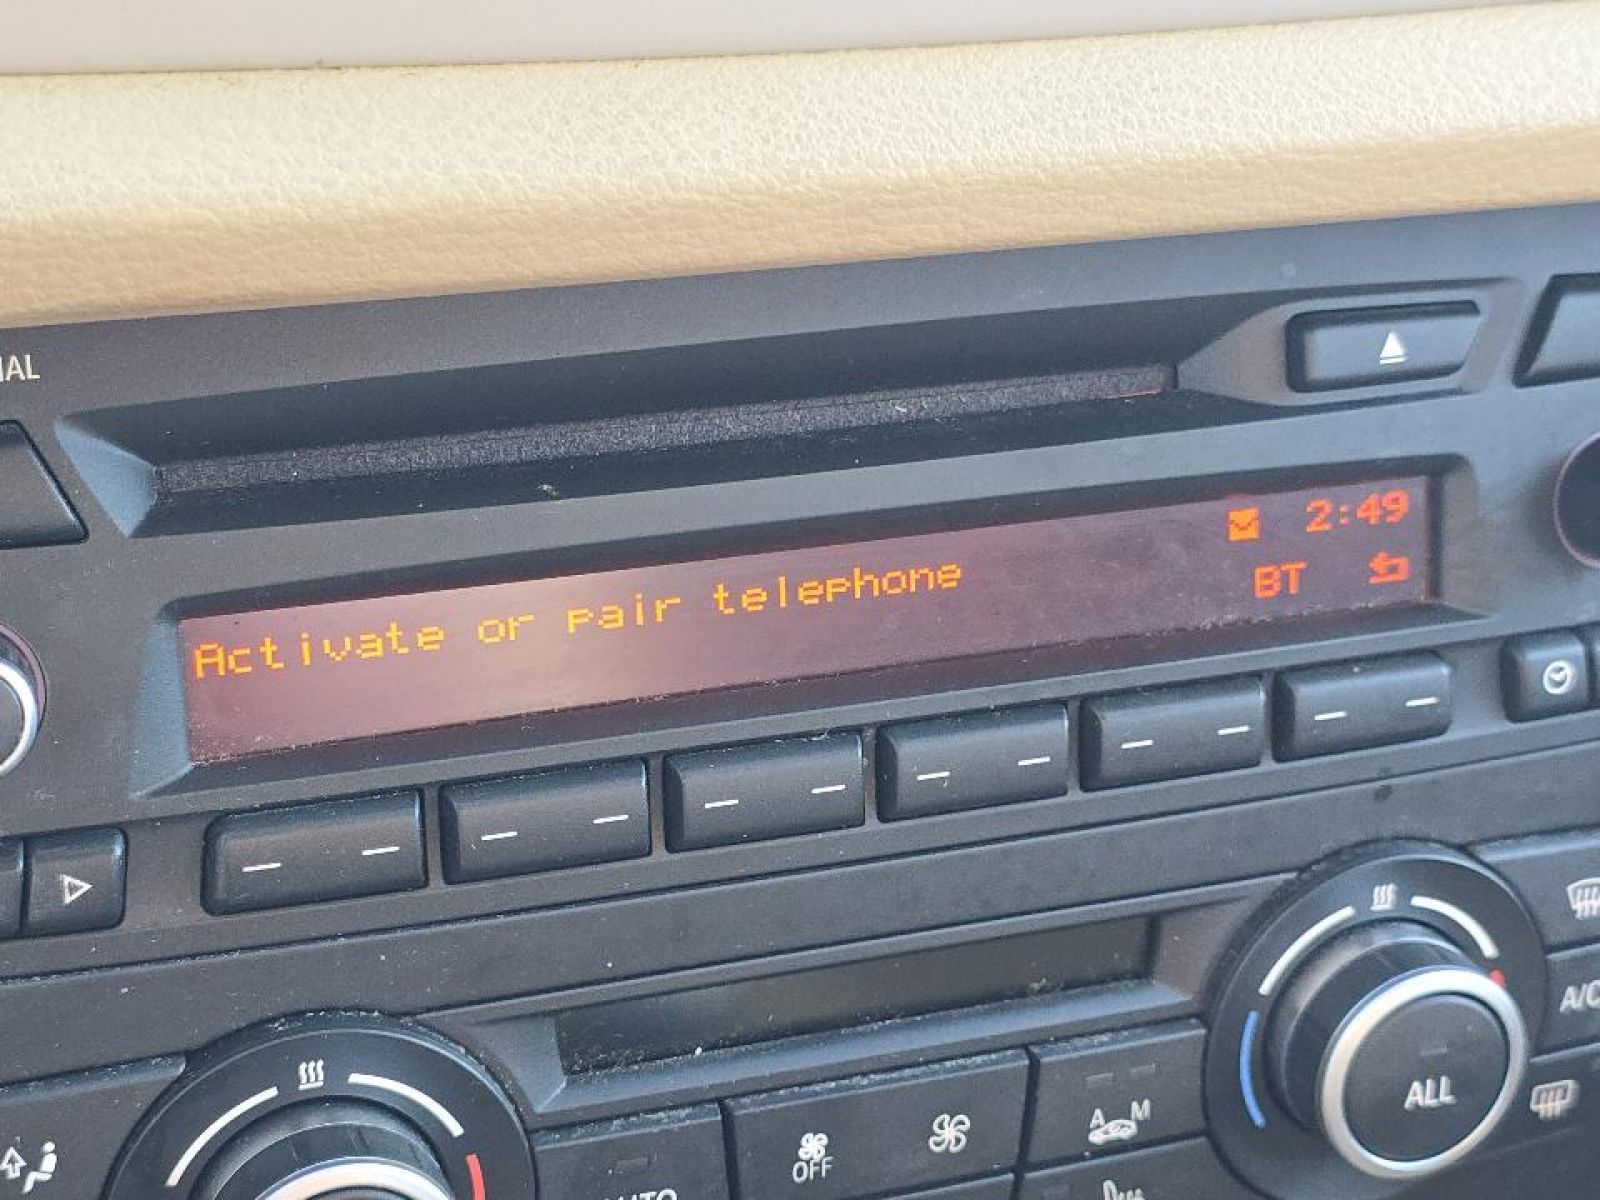 2:49
Activate or pair telephone
BT
ALL
A/C
A M
OFF